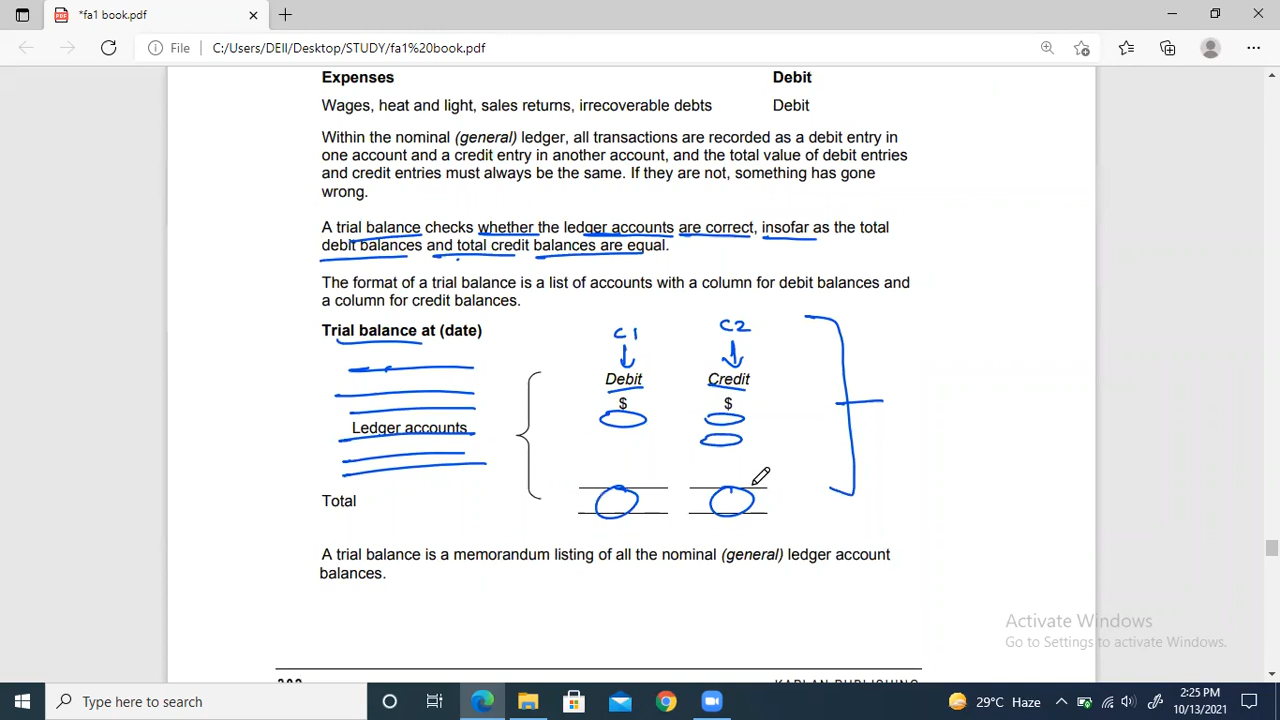 *fa1 book.pdf
File C:/Users/DEll/Desktop/STUDY/fa1%20book.pdf
Expenses Debit
Wages, heat and light, sales returns, irrecoverable debts Debit
Within the nominal (general) ledger, all transactions are recorded as a debit entry in
one account and a credit entry in another account, and the total value of debit entries
and credit entries must always be the same. If they are not, something has gone
wrong.
A trial balance checks whether the ledger accounts are correct, insofar as the total
debit balances and total credit balances are equal.
The format of a trial balance is a list of accounts with a column for debit balances and
a column for credit balances.
Trial balance at (date)
C1 C2
Debit Credit
$ $
Ledger accounts
Total
A trial balance is a memorandum listing of all the nominal (general) ledger account
balances.
Activate Windows
Go to Settings to activate Windows.
KAPLAN PUBLISHING
Type here to search
29°C Haze
2:25 PM
10/13/2021